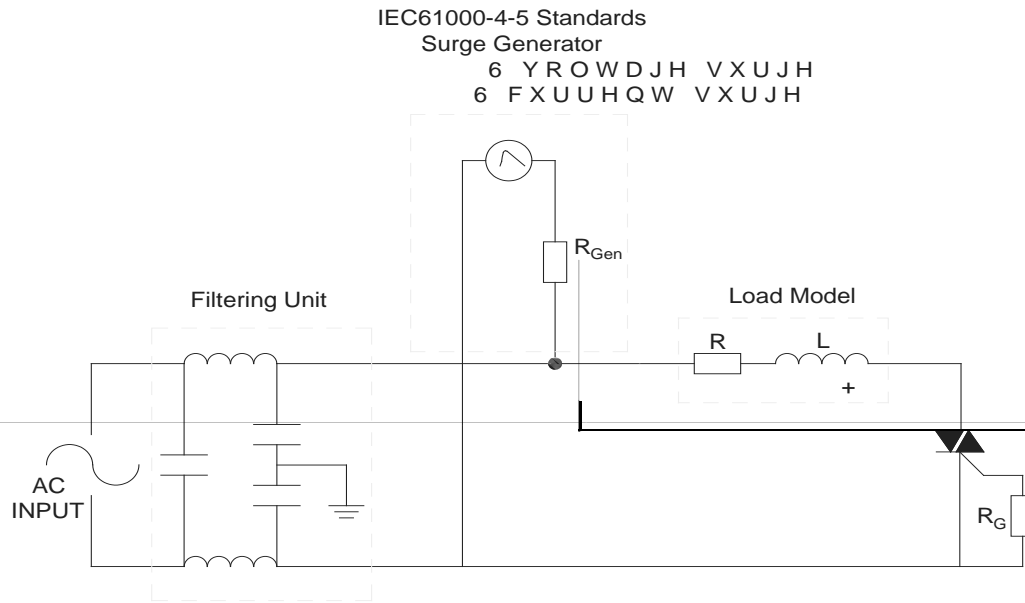 IEC61000-4-5 Standards
Surge Generator
6 YROWDJH VXUJH
6 FXUUHQW VXUJH
RGen
Filtering Unit
Load Model
R
L
+
AC
INPUT
RG